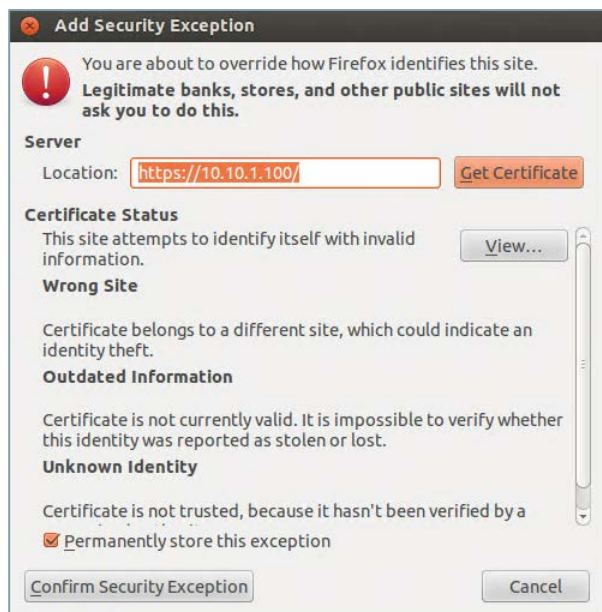 Add Security Exception
You are about to override how Firefox identifies this site.
Legitimate banks, stores, and other public sites will not
ask you to do this.
Server
Location: https://10.10.1.100/ Get Certificate
Certificate Status
This site attempts to identify itself with invalid
information.
View...
Wrong Site
Certificate belongs to a different site, which could indicate an
identity theft.
Outdated Information
Certificate is not currently valid. It is impossible to verify whether
this identity was reported as stolen or lost.
Unknown Identity
Certificate is not trusted, because it hasn't been verified by a
Permanently store this exception
Confirm Security Exception Cancel